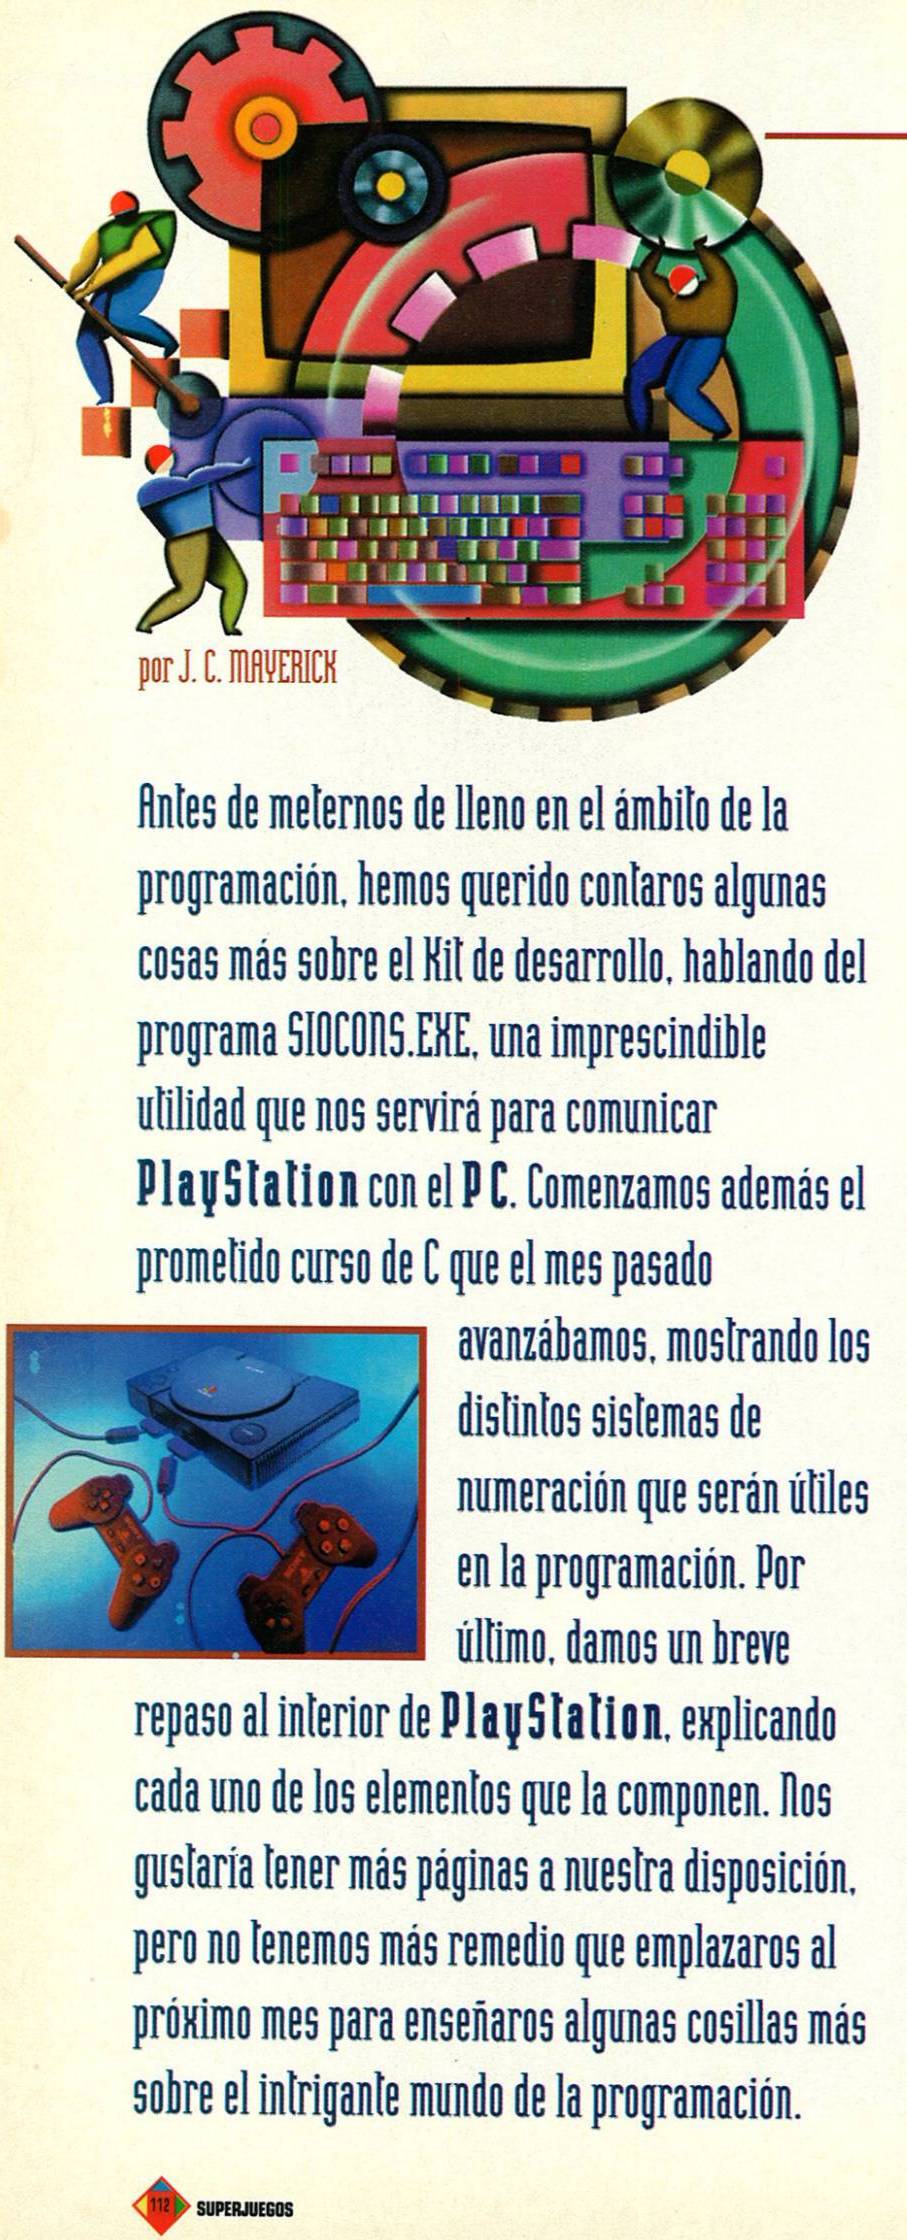 por J. C. MAVERICK
Antes de meternos de lleno en el ámbito de la
programación, hemos querido contaros algunas
cosas más sobre el Kit de desarrollo, hablando del
programa SIOCONS.EXE, una imprescindible
utilidad que nos servirá para comunicar
PlayStation con el PC. Comenzamos además el
prometido curso de C que el mes pasado
avanzábamos, mostrando los
distintos sistemas de
numeración que serán útiles
en la programación. Por
último, damos un breve
repaso al interior de PlayStation, explicando
cada uno de los elementos que la componen. Nos
gustaría tener más páginas a nuestra disposición,
pero no tenemos más remedio que emplazaros al
próximo mes para enseñaros algunas cosillas más
sobre el intrigante mundo de la programación.
112 SUPERJUEGOS